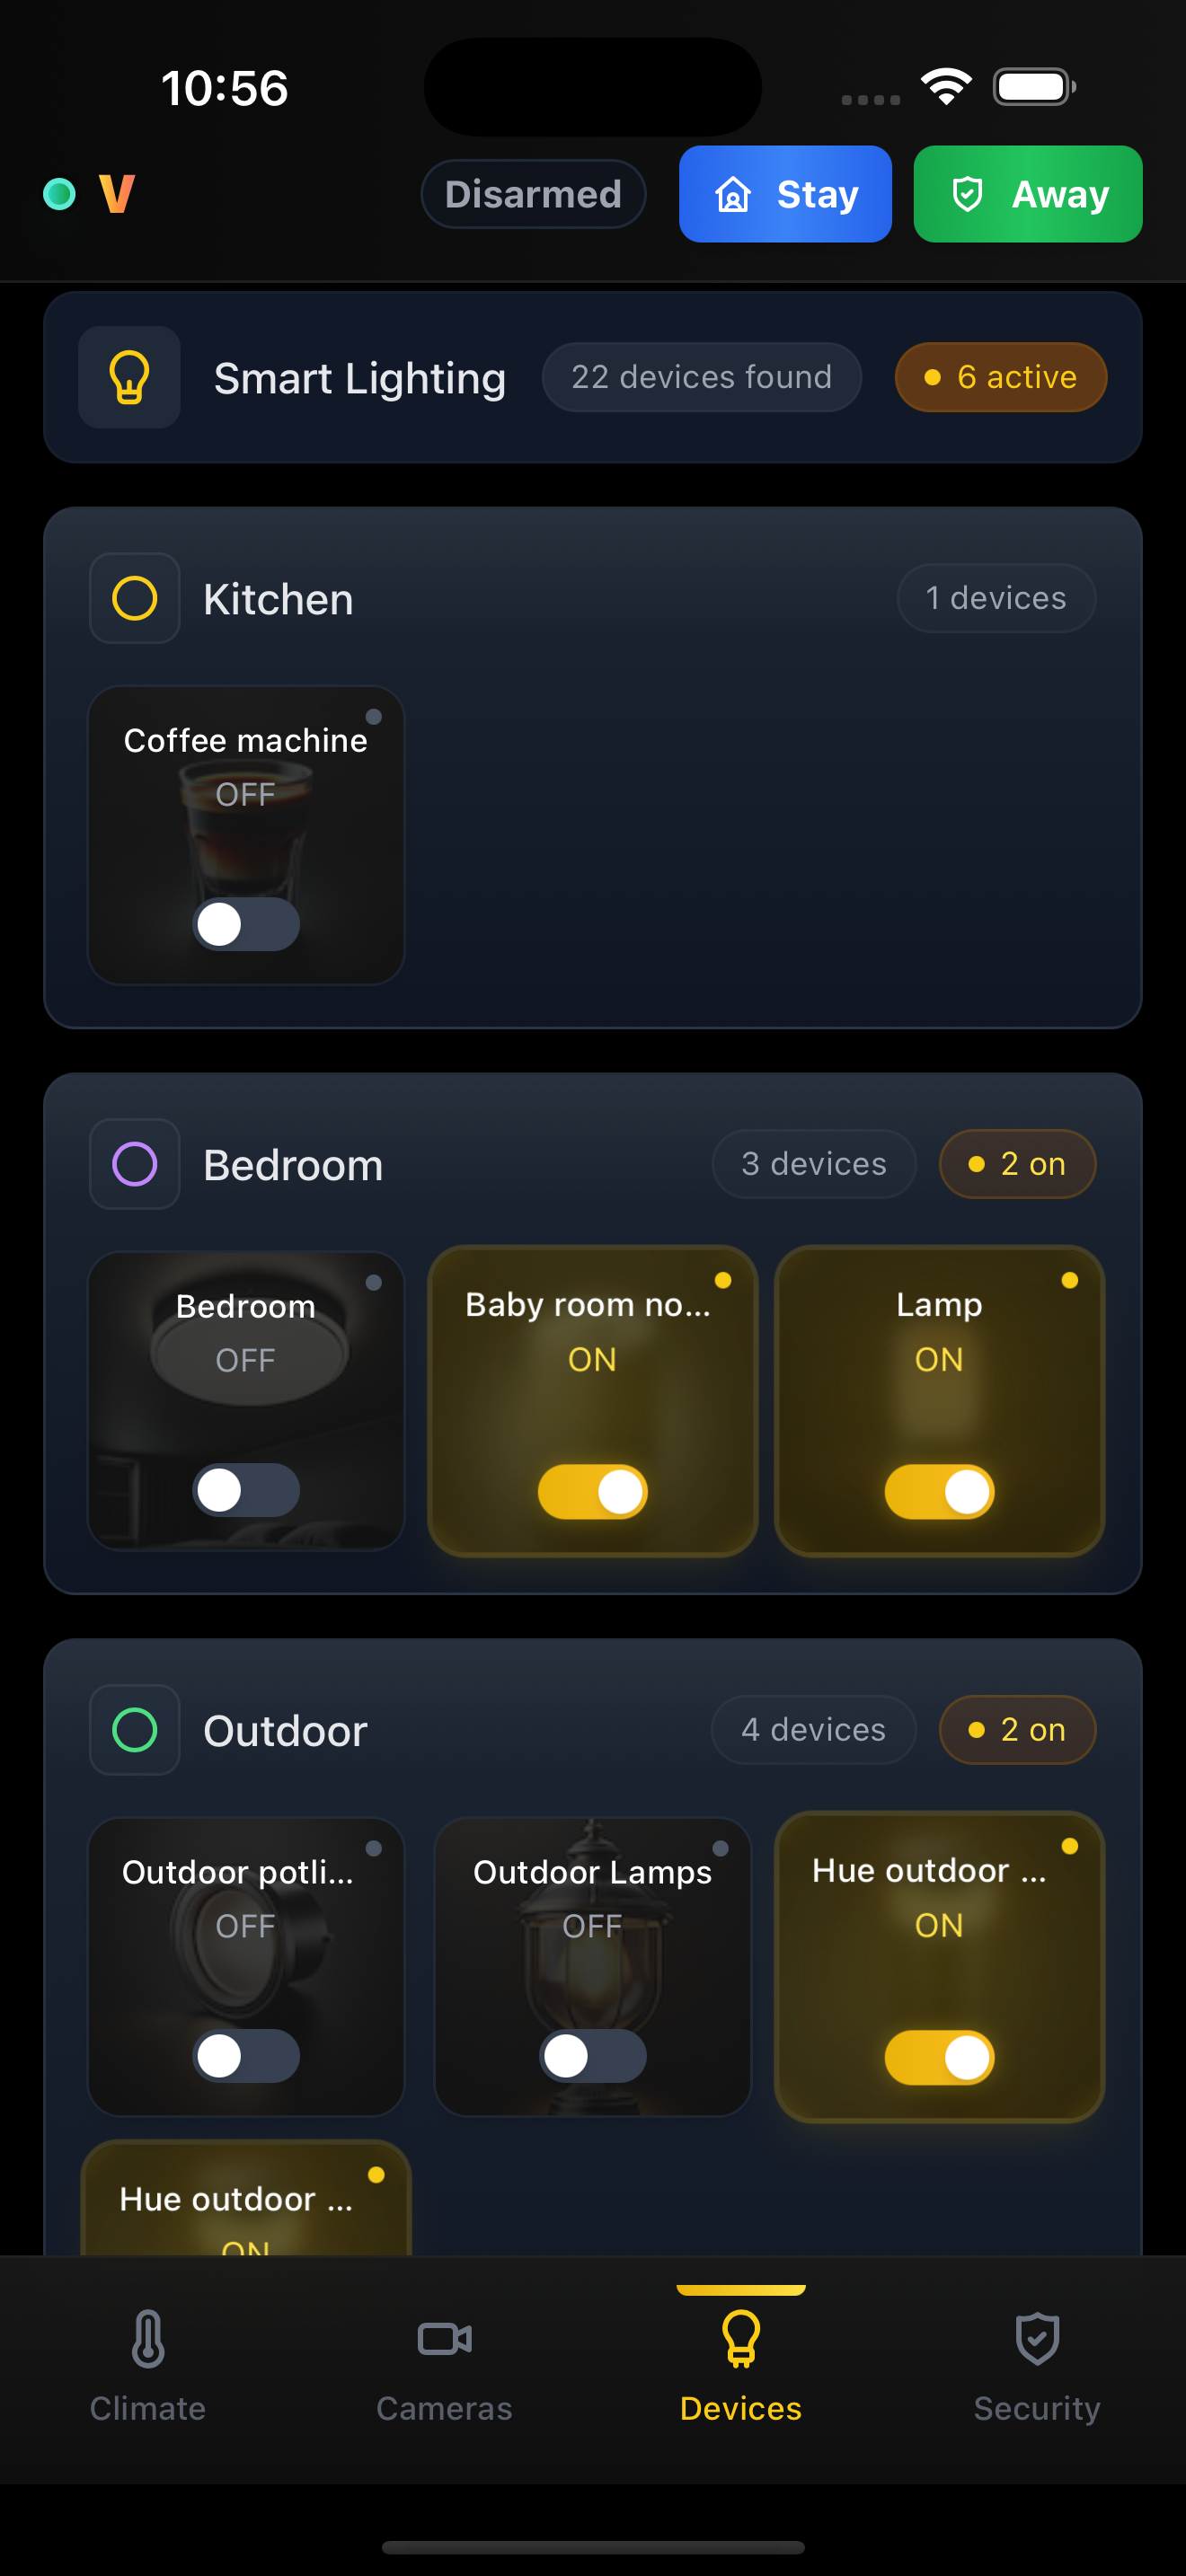 10:56
V Disarmed Stay Away
Smart Lighting 22 devices found 6 active
Kitchen 1 devices
Coffee machine
OFF
Bedroom 3 devices 2 on
Bedroom Baby room no... Lamp
OFF ON ON
Outdoor 4 devices 2 on
Outdoor potli... Outdoor Lamps Hue outdoor ...
OFF OFF ON
Hue outdoor ...
ON
Climate Cameras Devices Security